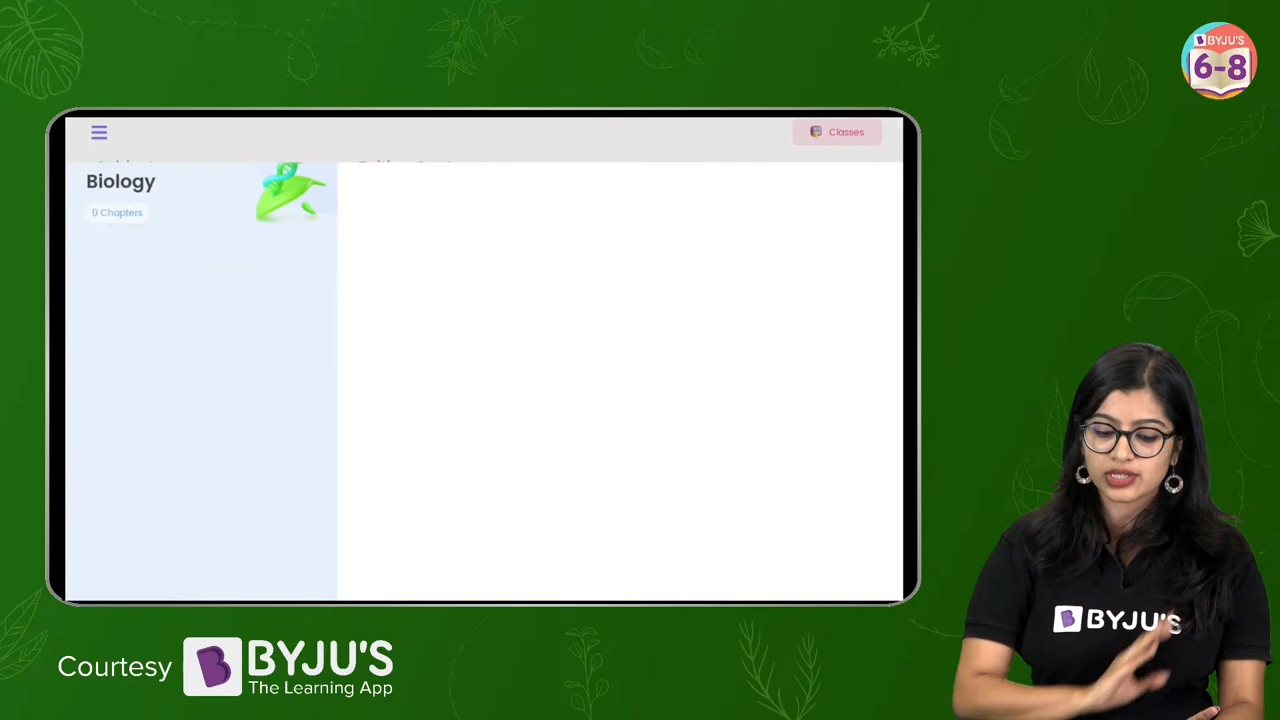 BYJU'S
6-8
Classes
Biology
0 Chapters
BYJU'S
Courtesy
BYJU'S
The Learning App